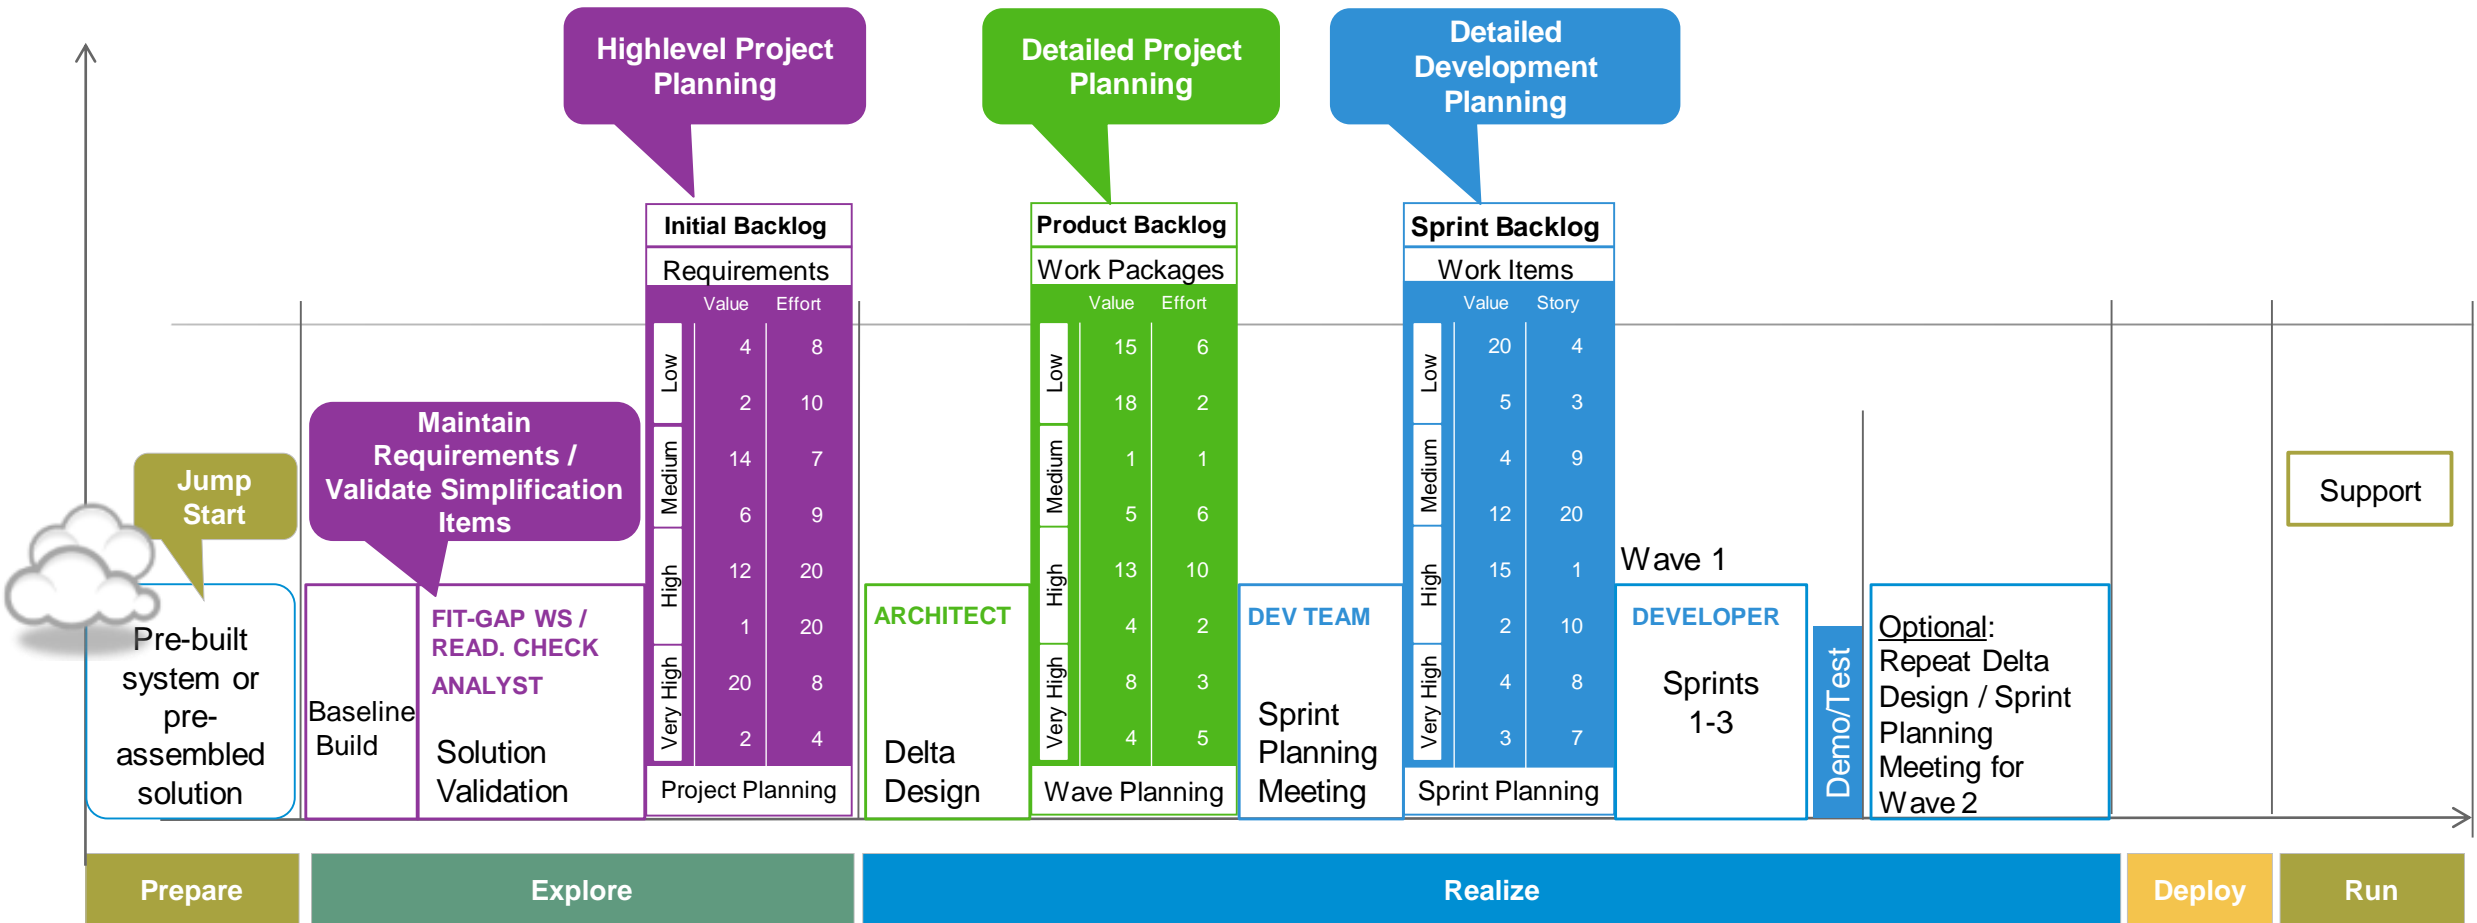 Highlevel Project
Planning
Detailed Project
Planning
Detailed
Development
Planning
Jump
Start
Pre-built
system or
pre-
assembled
solution
Maintain
Requirements /
Validate Simplification
Items
Baseline
Build
FIT-GAP WS /
READ. CHECK
ANALYST
Solution
Validation
Initial Backlog
Requirements
Value Effort
Low
4 8
2 10
Medium
14 7
6 9
High
12 20
1 20
Very High
20 8
2 4
Project Planning
ARCHITECT
Delta
Design
Product Backlog
Work Packages
Value Effort
Low
15 6
18 2
Medium
1 1
5 6
High
13 10
4 2
Very High
8 3
4 5
Wave Planning
DEV TEAM
Sprint
Planning
Meeting
Sprint Backlog
Work Items
Value Story
Low
20 4
5 3
Medium
4 9
12 20
High
15 1
2 10
Very High
4 8
3 7
Sprint Planning
Wave 1
DEVELOPER
Sprints
1-3
Demo/Test
Optional:
Repeat Delta
Design / Sprint
Planning
Meeting for
Wave 2
Support
Prepare
Explore
Realize
Deploy
Run